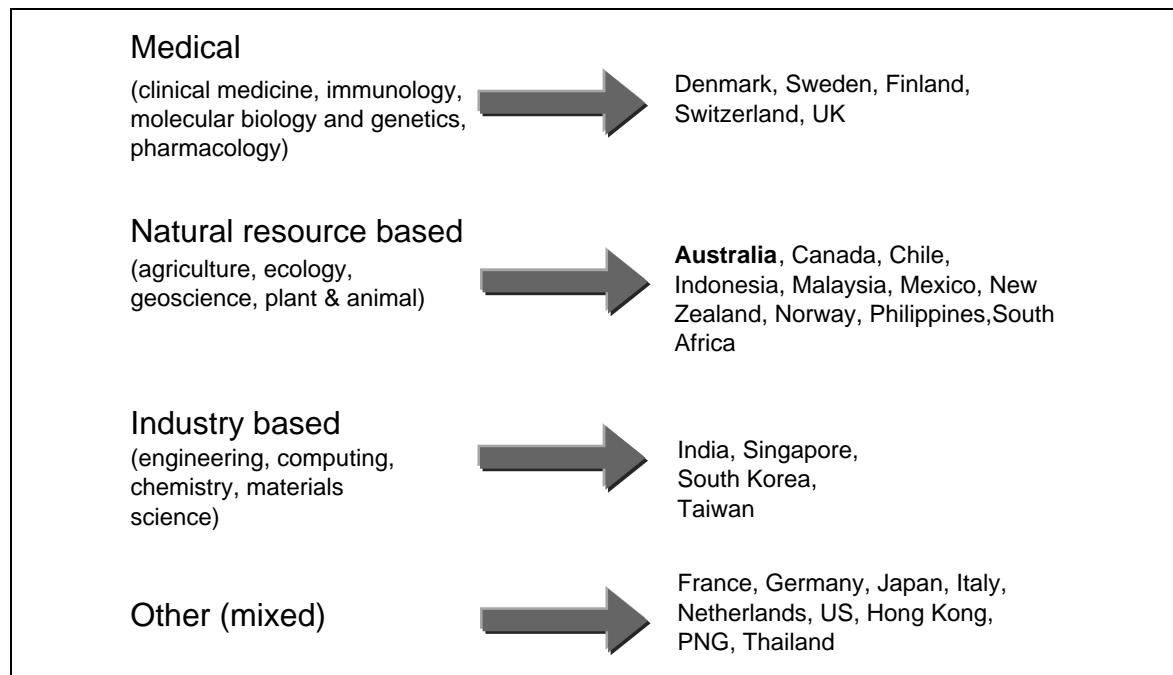 Medical
(clinical medicine, immunology,
molecular biology and genetics,
pharmacology)
Denmark, Sweden, Finland,
Switzerland, UK
Natural resource based
(agriculture, ecology,
geoscience, plant & animal)
Australia, Canada, Chile,
Indonesia, Malaysia, Mexico, New
Zealand, Norway, Philippines,South
Africa
Industry based
(engineering, computing,
chemistry, materials
science)
India, Singapore,
South Korea,
Taiwan
Other (mixed)
France, Germany, Japan, Italy,
Netherlands, US, Hong Kong,
PNG, Thailand